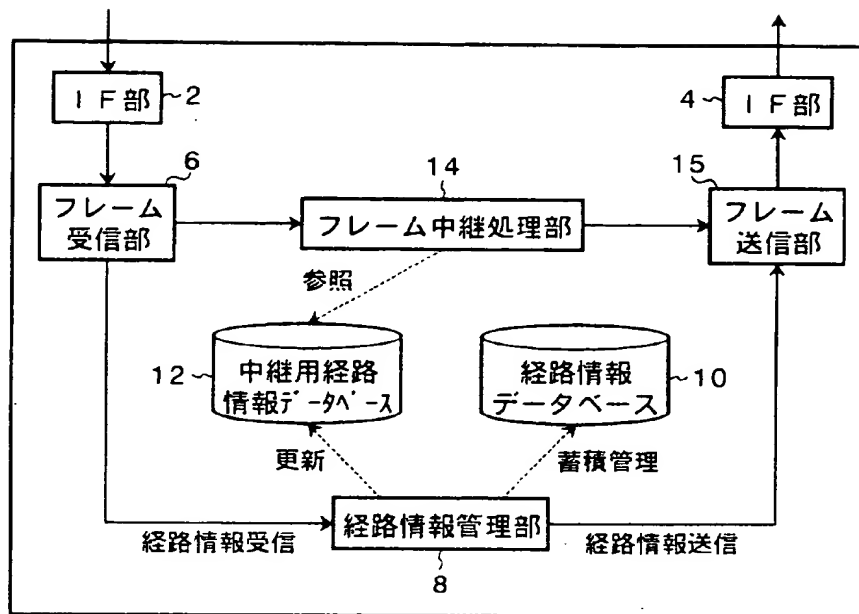 IF部
2
4
IF部
6
フレーム
受信部
14
フレーム中継処理部
15
フレーム
送信部
参照
12
中継用経路
情報データベース
経路情報
データベース
10
更新
蓄積管理
経路情報受信
経路情報管理部
経路情報送信
8